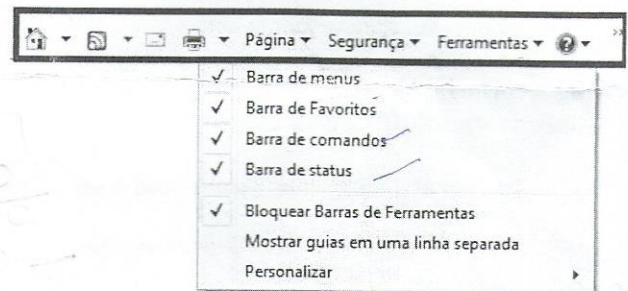 Página Segurança Ferramentas »
Barra de menus
Barra de Favoritos
Barra de comandos
Barra de status
Bloquear Barras de Ferramentas
Mostrar guias em uma linha separada
Personalizar